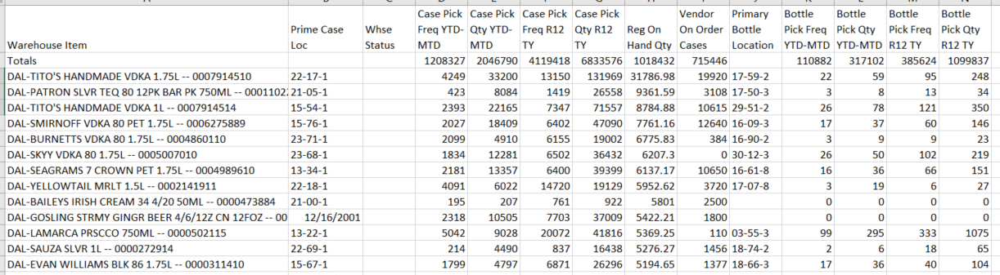 Warehouse Item Prime Case Loc Whse Status Case Pick Freq YTD-MTD Case Pick Qty YTD-MTD Case Pick Freq R12 TY Case Pick Qty R12 TY Reg On Hand Qty Vendor On Order Cases Primary Bottle Location Bottle Pick Freq YTD-MTD Bottle Pick Qty YTD-MTD Bottle Pick Freq R12 TY Bottle Pick Qty R12 TY
Totals 1208327 2046790 4119418 6833576 1018432 715446 110882 317102 385624 1099837
DAL-TITO'S HANDMADE VDKA 1.75L -- 0007914510 22-17-1 4249 33200 13150 131969 31786.98 19920 17-59-2 22 59 95 248
DAL-PATRON SLVR TEQ 80 12PK BAR PK 750ML -- 00011022 21-05-1 423 8084 1419 26558 9361.59 3108 17-50-3 2 8 13 34
DAL-TITO'S HANDMADE VDKA 1L -- 0007914514 15-54-1 2393 22165 7347 71557 8784.88 10615 29-51-2 26 78 121 350
DAL-SMIRNOFF VDKA 80 PET 1.75L -- 0006275889 15-76-1 2027 18409 6402 47090 7761.16 12640 16-09-3 17 37 60 146
DAL-BURNETTS VDKA 80 1.75L -- 0004860110 23-71-1 2099 4910 6155 19002 6775.83 384 16-90-2 3 9 9 23
DAL-SKYY VDKA 80 1.75L -- 0005007010 23-68-1 1834 12281 6502 36432 6207.3 0 30-12-3 26 50 102 219
DAL-SEAGRAMS 7 CROWN PET 1.75L -- 0004989610 13-34-1 2181 13357 6400 39399 6137.17 10650 16-61-8 16 36 66 151
DAL-YELLOWTAIL MRLT 1.5L -- 0002141911 22-18-1 4091 6022 14720 19129 5952.62 3720 17-07-8 3 19 6 27
DAL-BAILEYS IRISH CREAM 34 4/20 50ML -- 0000473884 21-00-1 195 207 761 922 5801 2500 0 0 0 0
DAL-GOSLING STRMY GINGR BEER 4/6/12Z CN 12FOZ -- 00 12/16/2001 2318 10505 7703 37009 5422.21 1800 0 0 0 0
DAL-LAMARCA PRSCCO 750ML -- 0000502115 13-22-1 5042 9028 20072 41816 5369.25 110 03-55-3 99 295 333 1075
DAL-SAUZA SLVR 1L -- 0000272914 22-69-1 214 4490 837 16438 5276.27 1456 18-74-2 2 6 18 65
DAL-EVAN WILLIAMS BLK 86 1.75L -- 0000311410 15-67-1 1799 4797 6871 26296 5194.65 1377 18-66-3 17 36 40 104